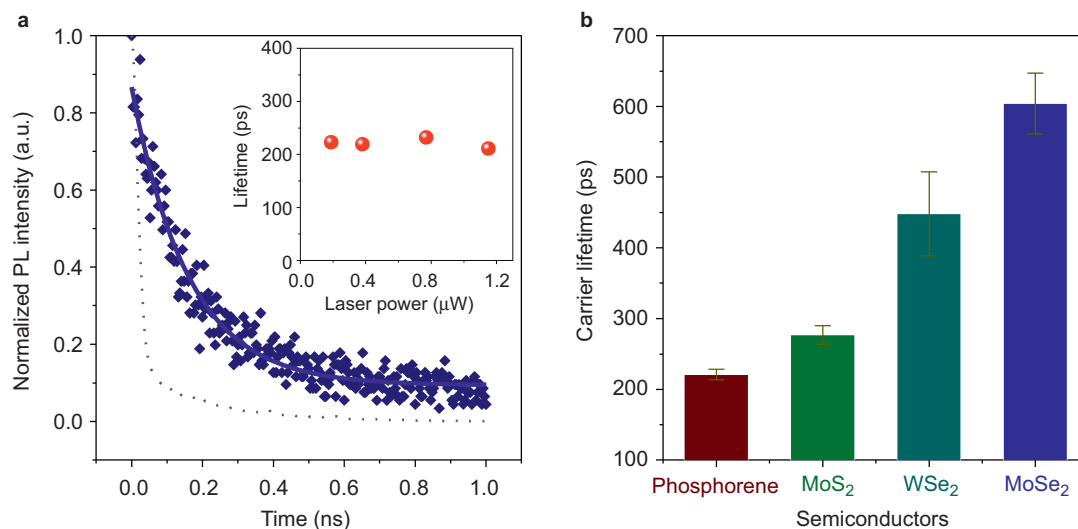 a
Normalized PL intensity (a.u.)
1.0
0.8
0.6
0.4
0.2
0.0
0.0 0.2 0.4 0.6 0.8 1.0
Time (ns)
Lifetime (ps)
400
300
200
100
0
0.0 0.4 0.8 1.2
Laser power (μW)
b
Carrier lifetime (ps)
700
600
500
400
300
200
100
Phosphorene MoS₂ WSe₂ MoSe₂
Semiconductors